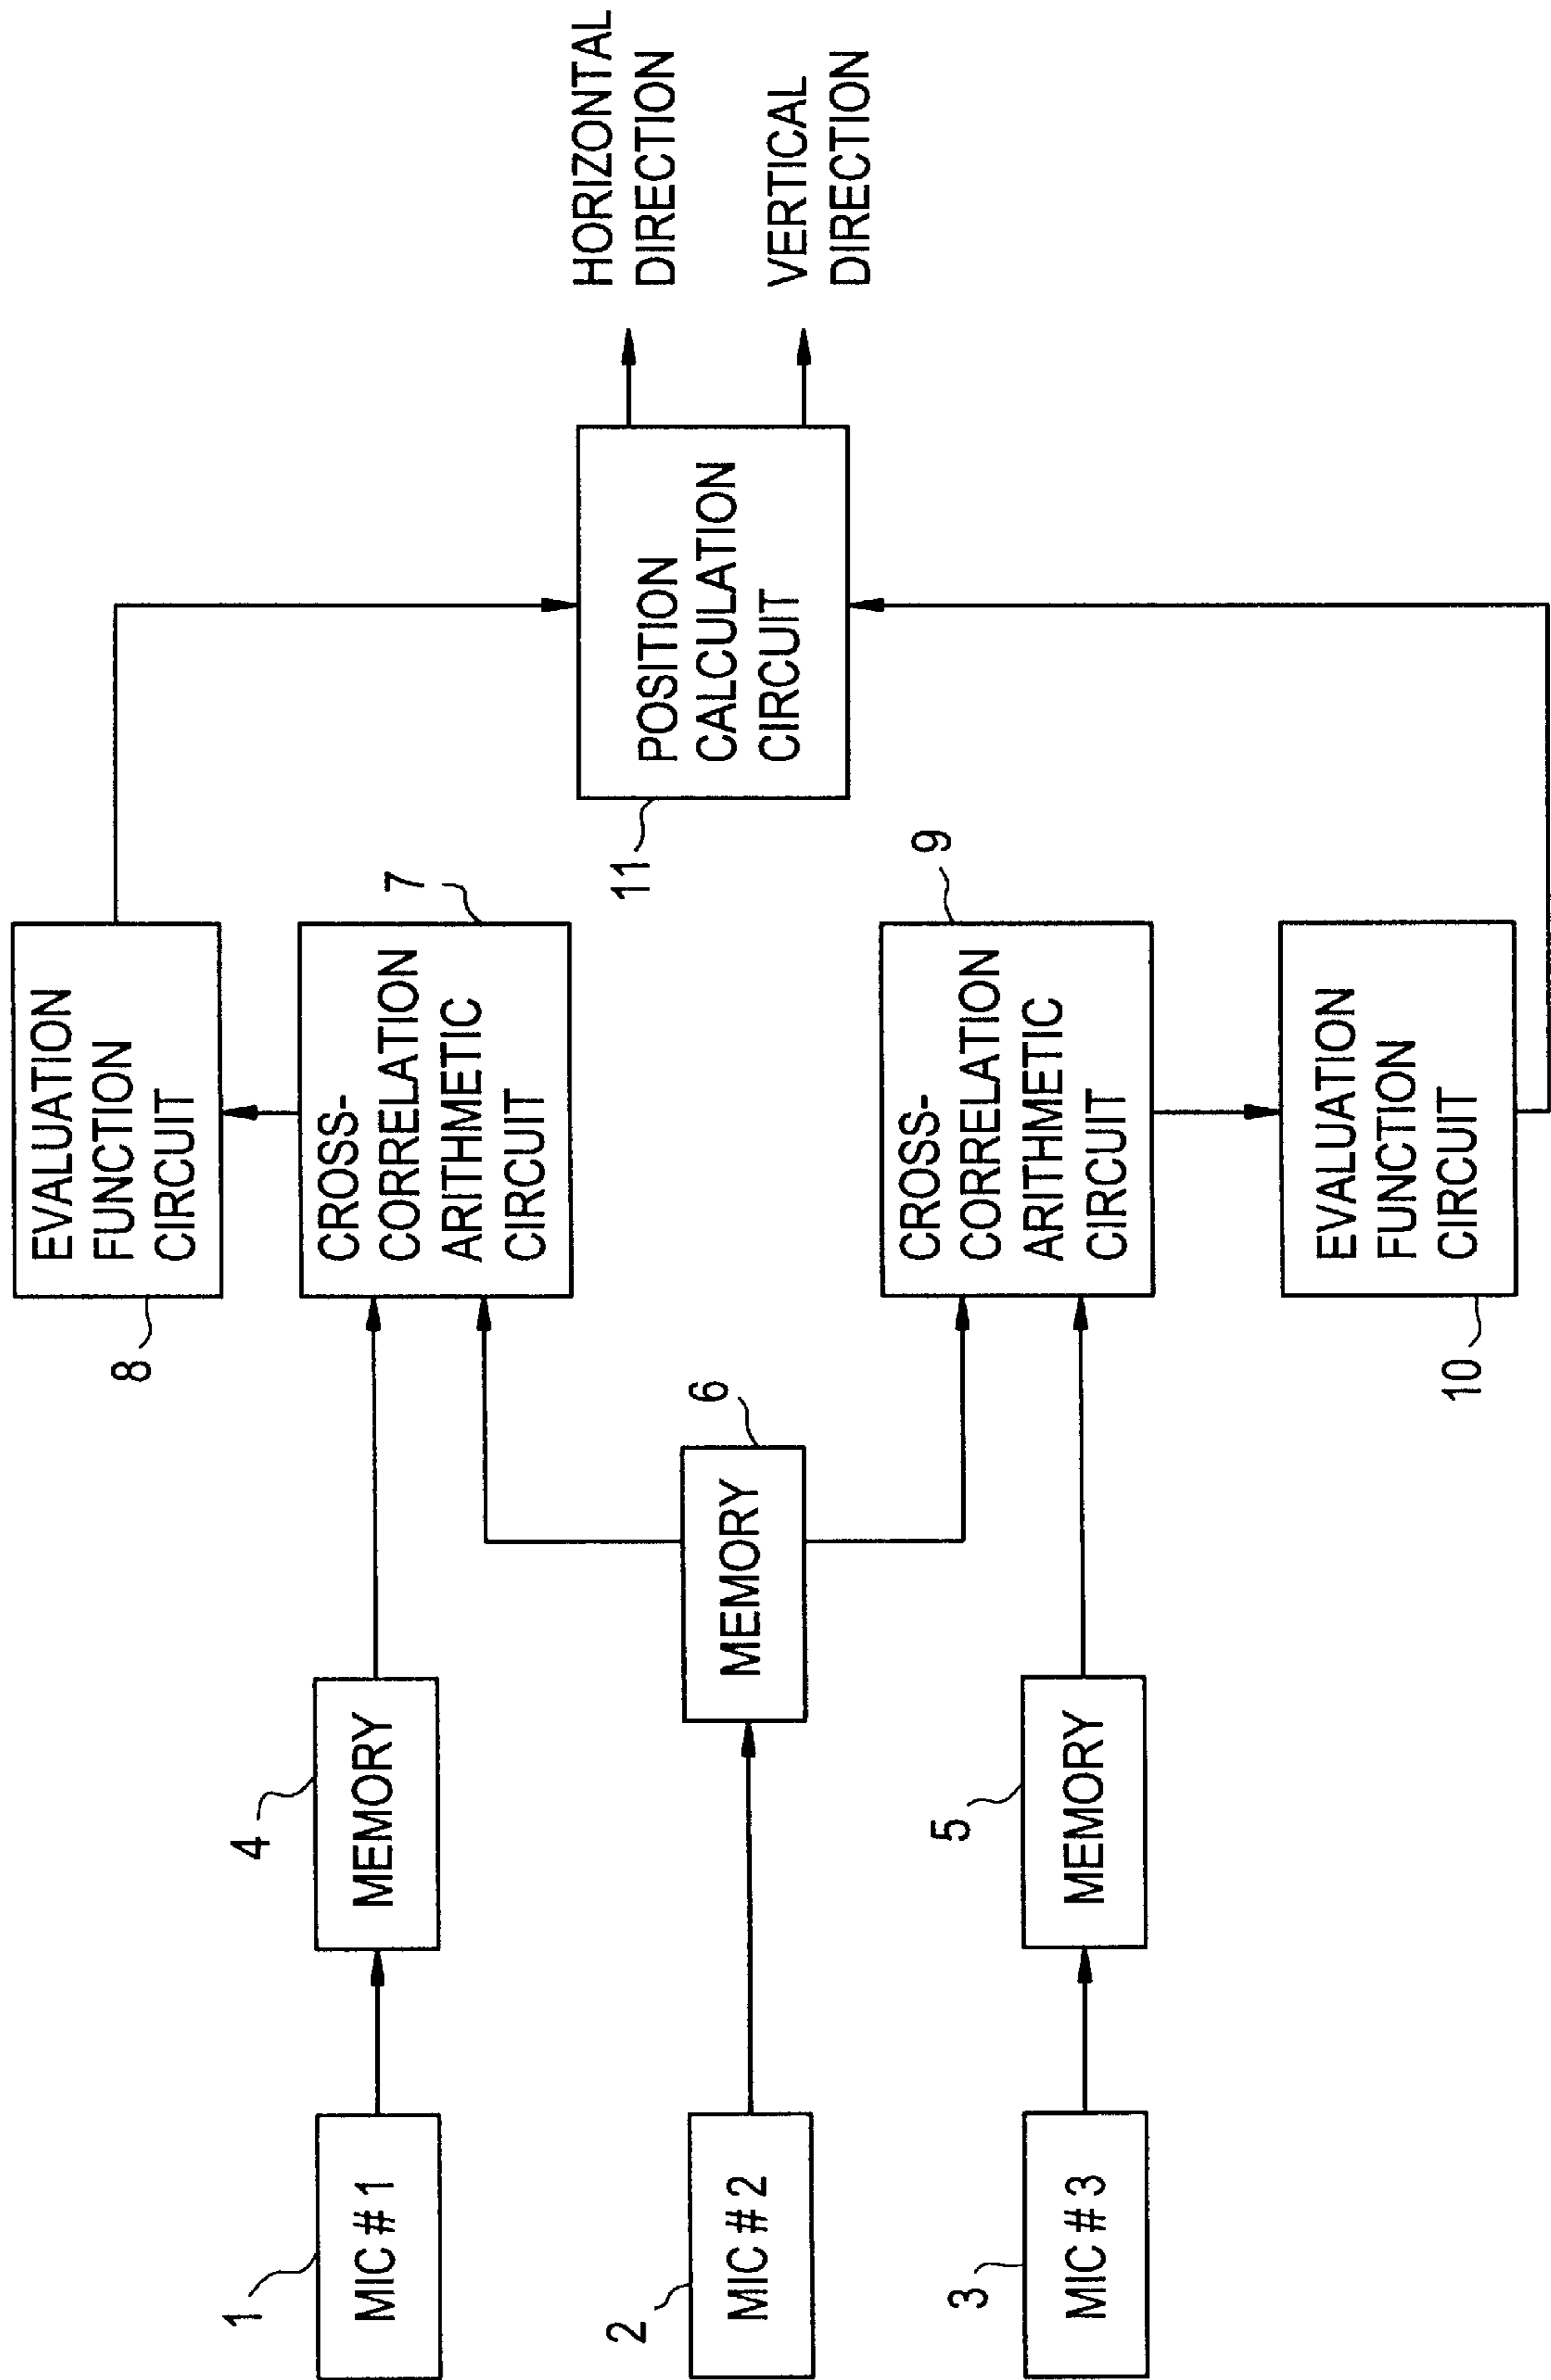 8
EVALUATION
FUNCTION
CIRCUIT
1
MIC # 1
4
MEMORY
CROSS-
CORRELATION
ARITHMETIC
CIRCUIT
7
HORIZONTAL
DIRECTION
11
POSITION
CALCULATION
CIRCUIT
VERTICAL
DIRECTION
2
MIC # 2
MEMORY
6
3
MIC # 3
5
MEMORY
CROSS-
CORRELATION
ARITHMETIC
CIRCUIT
9
10
EVALUATION
FUNCTION
CIRCUIT